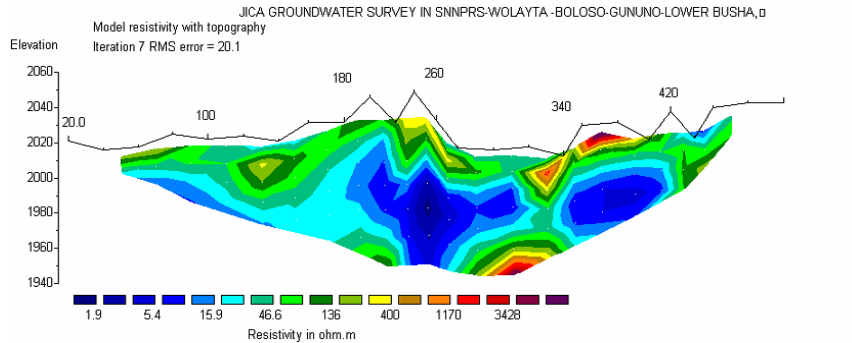 JICA GROUNDWATER SURVEY IN SNNPRS-WOLAYTA -BOLOSO-GUNUNO-LOWER BUSHA,▯
Model resistivity with topography
Elevation Iteration 7 RMS error = 20.1
2060
2040
2020
2000
1980
1960
1940
20.0 100 180 260 340 420
1.9 5.4 15.9 46.6 136 400 1170 3428
Resistivity in ohm.m